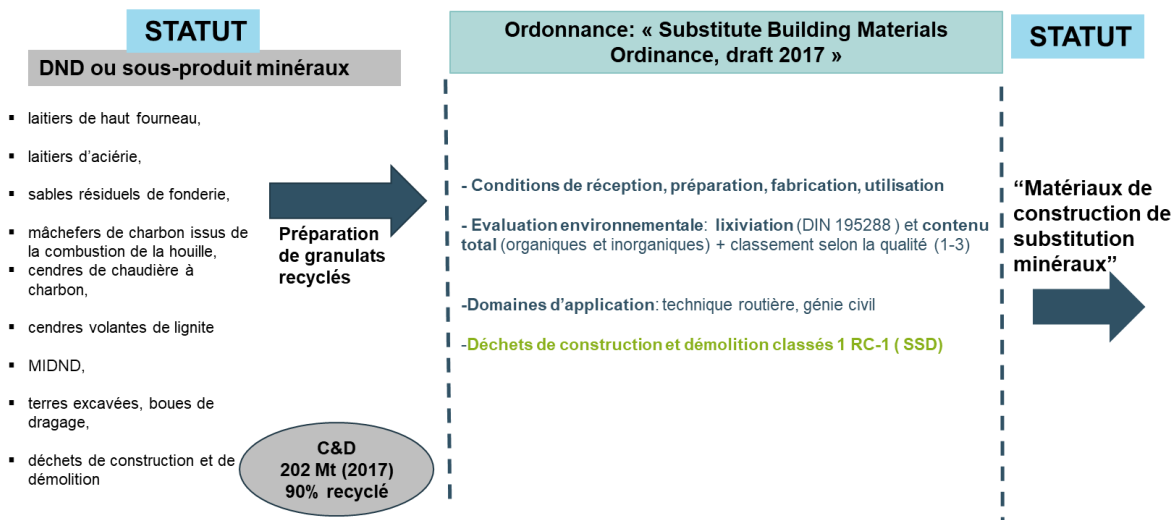 STATUT
DND ou sous-produit minéraux
▪ laitiers de haut fourneau,
▪ laitiers d'aciérie,
▪ sables résiduels de fonderie,
▪ mâchefers de charbon issus de
la combustion de la houille,
▪ cendres de chaudière à
charbon,
▪ cendres volantes de lignite
▪ MIDND,
▪ terres excavées, boues de
dragage,
▪ déchets de construction et de
démolition
Préparation
de granulats
recyclés
C&D
202 Mt (2017)
90% recyclé
Ordonnance: « Substitute Building Materials
Ordinance, draft 2017 »
- Conditions de réception, préparation, fabrication, utilisation
- Evaluation environnementale: lixiviation (DIN 195288 ) et contenu
total (organiques et inorganiques) + classement selon la qualité (1-3)
-Domaines d'application: technique routière, génie civil
-Déchets de construction et démolition classés 1 RC-1 ( SSD)
STATUT
“Matériaux de
construction de
substitution
minéraux”